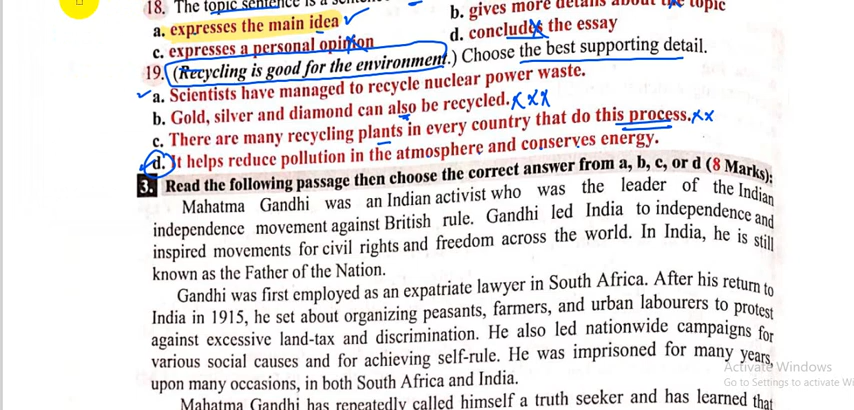 18. The topic sentence is a
a. expresses the main idea
b. gives more details about the topic
c. expresses a personal opinion
d. concludes the essay
19. (Recycling is good for the environment.) Choose the best supporting detail.
a. Scientists have managed to recycle nuclear power waste.
b. Gold, silver and diamond can also be recycled. xxx
c. There are many recycling plants in every country that do this process. xx
d. It helps reduce pollution in the atmosphere and conserves energy.
3. Read the following passage then choose the correct answer from a, b, c, or d (8 Marks):
Mahatma Gandhi was an Indian activist who was the leader of the Indian
independence movement against British rule. Gandhi led India to independence and
inspired movements for civil rights and freedom across the world. In India, he is still
known as the Father of the Nation.
Gandhi was first employed as an expatriate lawyer in South Africa. After his return to
India in 1915, he set about organizing peasants, farmers, and urban labourers to protest
against excessive land-tax and discrimination. He also led nationwide campaigns for
various social causes and for achieving self-rule. He was imprisoned for many years,
upon many occasions, in both South Africa and India.
Mahatma Gandhi has repeatedly called himself a truth seeker and has learned that
Activate Windows
Go to Settings to activate Wi